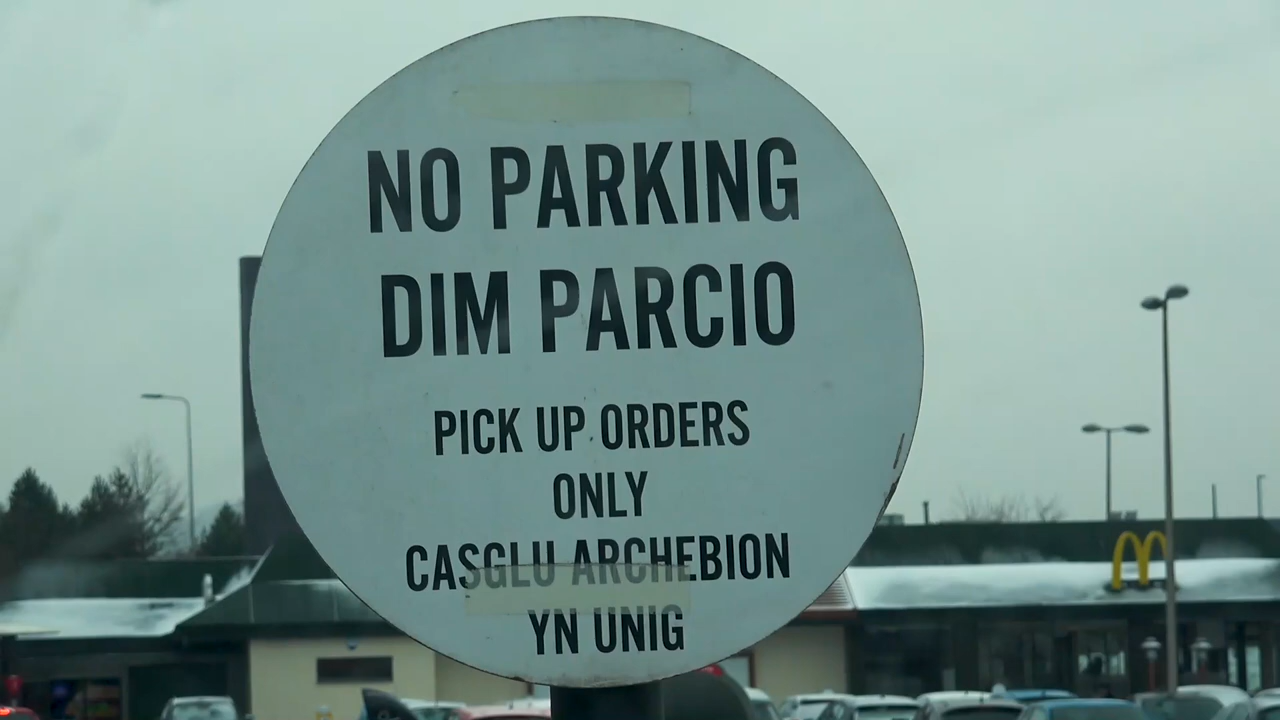 NO PARKING
DIM PARCIO
PICK UP ORDERS
ONLY
CASGLU ARCHEBION
YN UNIG